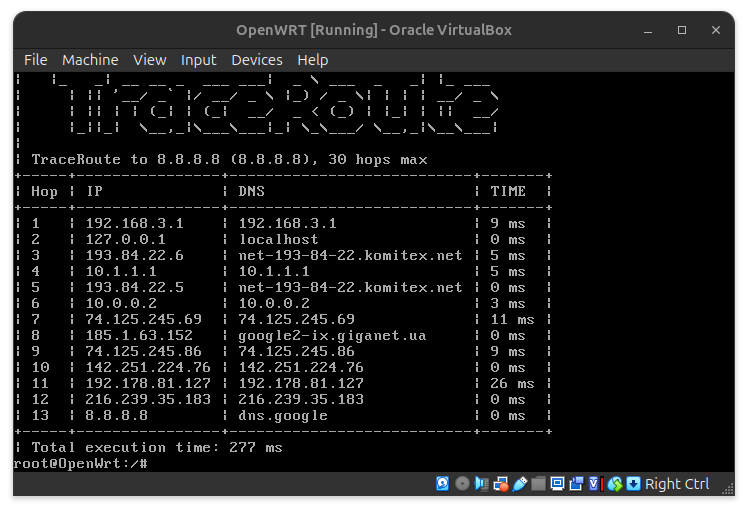 OpenWRT [Running] - Oracle VirtualBox
File Machine View Input Devices Help
TraceRoute
| TraceRoute to 8.8.8.8 (8.8.8.8), 30 hops max
+-----+----------------+-------------------------+-------+
| Hop | IP | DNS | TIME |
+-----+----------------+-------------------------+-------+
| 1 | 192.168.3.1 | 192.168.3.1 | 9 ms |
| 2 | 127.0.0.1 | localhost | 0 ms |
| 3 | 193.84.22.6 | net-193-84-22.komitex.net | 5 ms |
| 4 | 10.1.1.1 | 10.1.1.1 | 5 ms |
| 5 | 193.84.22.5 | net-193-84-22.komitex.net | 0 ms |
| 6 | 10.0.0.2 | 10.0.0.2 | 3 ms |
| 7 | 74.125.245.69 | 74.125.245.69 | 11 ms |
| 8 | 185.1.63.152 | google2-ix.giganet.ua | 0 ms |
| 9 | 74.125.245.86 | 74.125.245.86 | 9 ms |
| 10 | 142.251.224.76 | 142.251.224.76 | 0 ms |
| 11 | 192.178.81.127 | 192.178.81.127 | 26 ms |
| 12 | 216.239.35.183 | 216.239.35.183 | 0 ms |
| 13 | 8.8.8.8 | dns.google | 0 ms |
+-----+----------------+-------------------------+-------+
| Total execution time: 277 ms
root@OpenWrt:/#
Right Ctrl